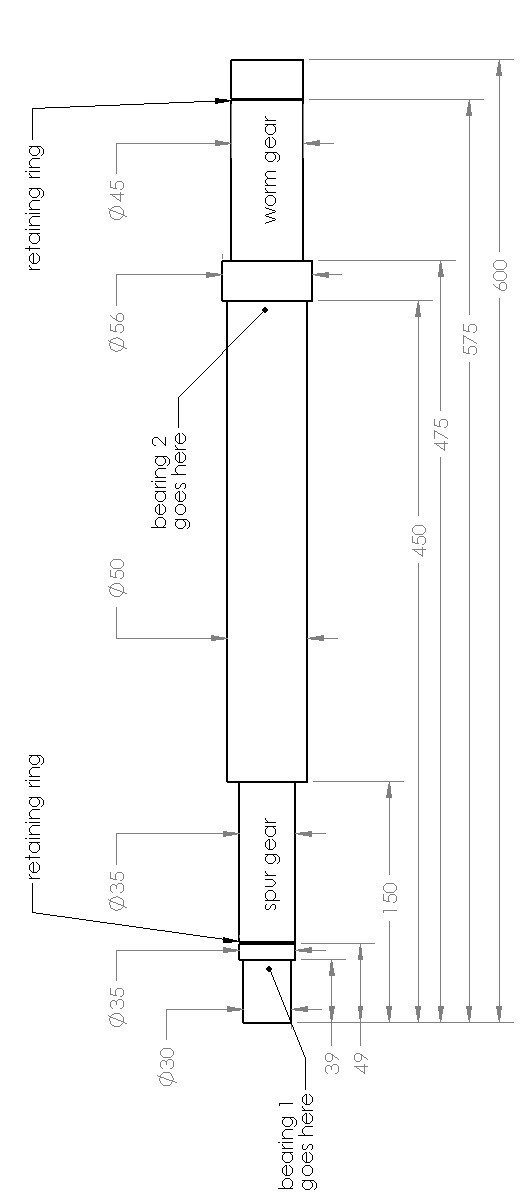 retaining ring
Ø45
worm gear
600
Ø56
575
bearing 2
goes here
475
450
Ø50
retaining ring
Ø35
spur gear
150
Ø35
Ø30
39
49
bearing 1
goes here